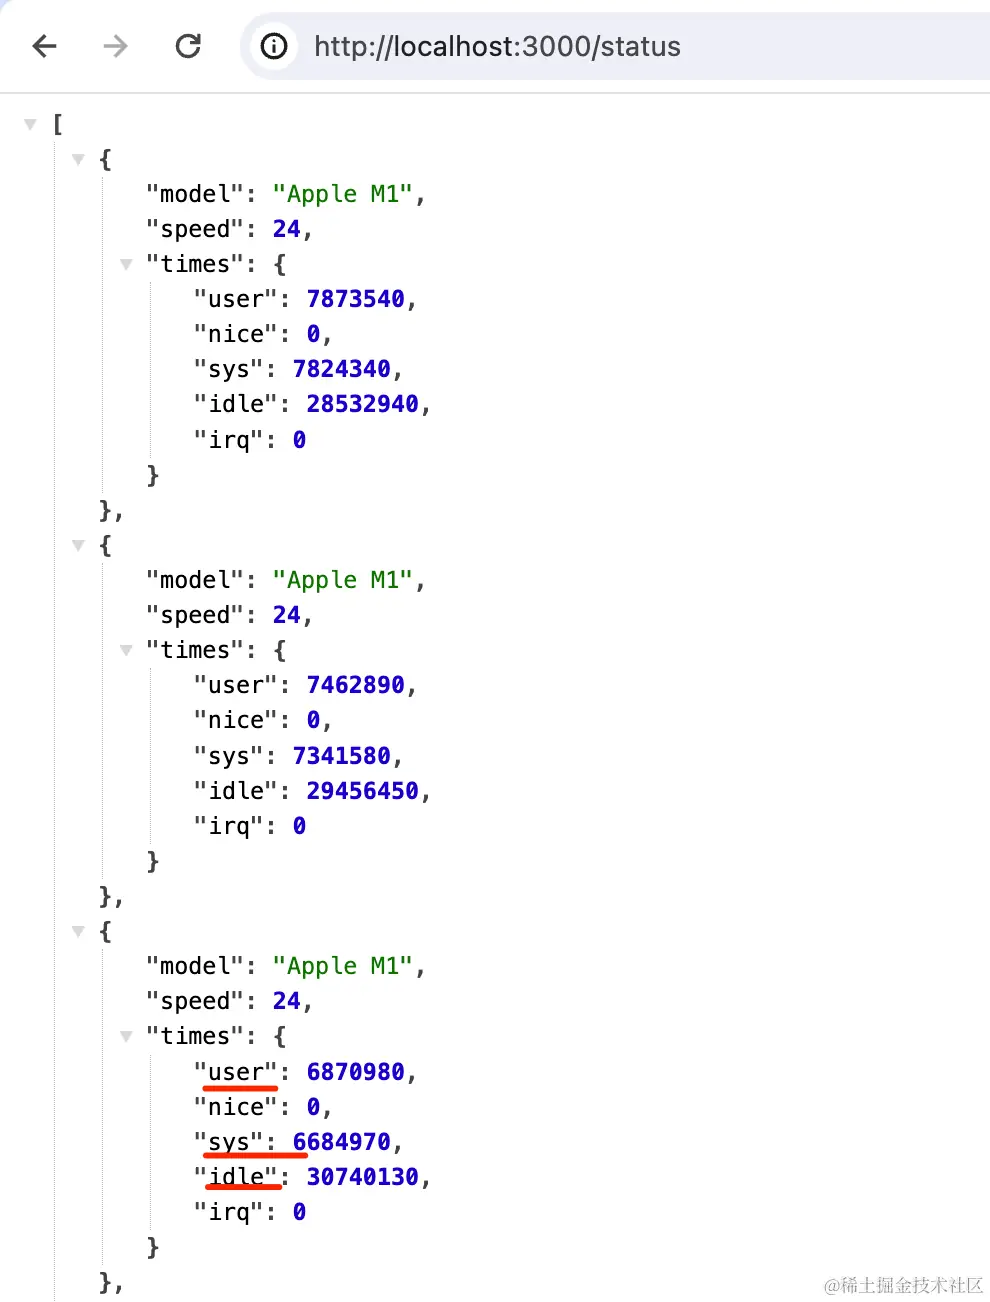 http://localhost:3000/status
[
{
"model": "Apple M1",
"speed": 24,
"times": {
"user": 7873540,
"nice": 0,
"sys": 7824340,
"idle": 28532940,
"irq": 0
}
},
{
"model": "Apple M1",
"speed": 24,
"times": {
"user": 7462890,
"nice": 0,
"sys": 7341580,
"idle": 29456450,
"irq": 0
}
},
{
"model": "Apple M1",
"speed": 24,
"times": {
"user": 6870980,
"nice": 0,
"sys": 6684970,
"idle": 30740130,
"irq": 0
}
},
@稀土掘金技术社区